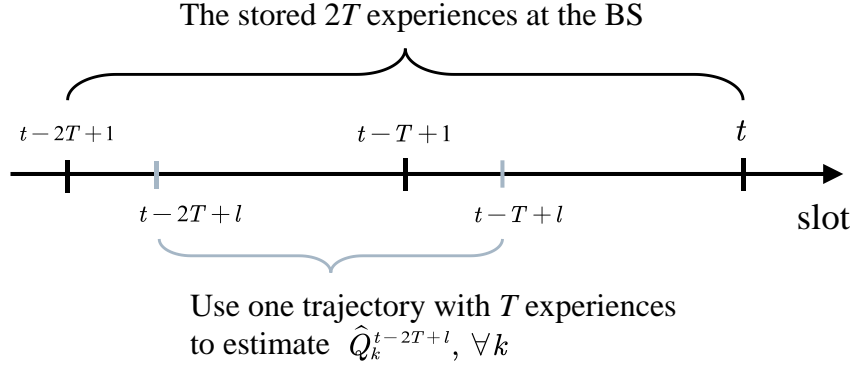 The stored 2T experiences at the BS
t − 2T + 1
t − T + 1
t
t − 2T + l
t − T + l
slot
Use one trajectory with T experiences
to estimate Q̂ₖ^{t−2T+l}, ∀k